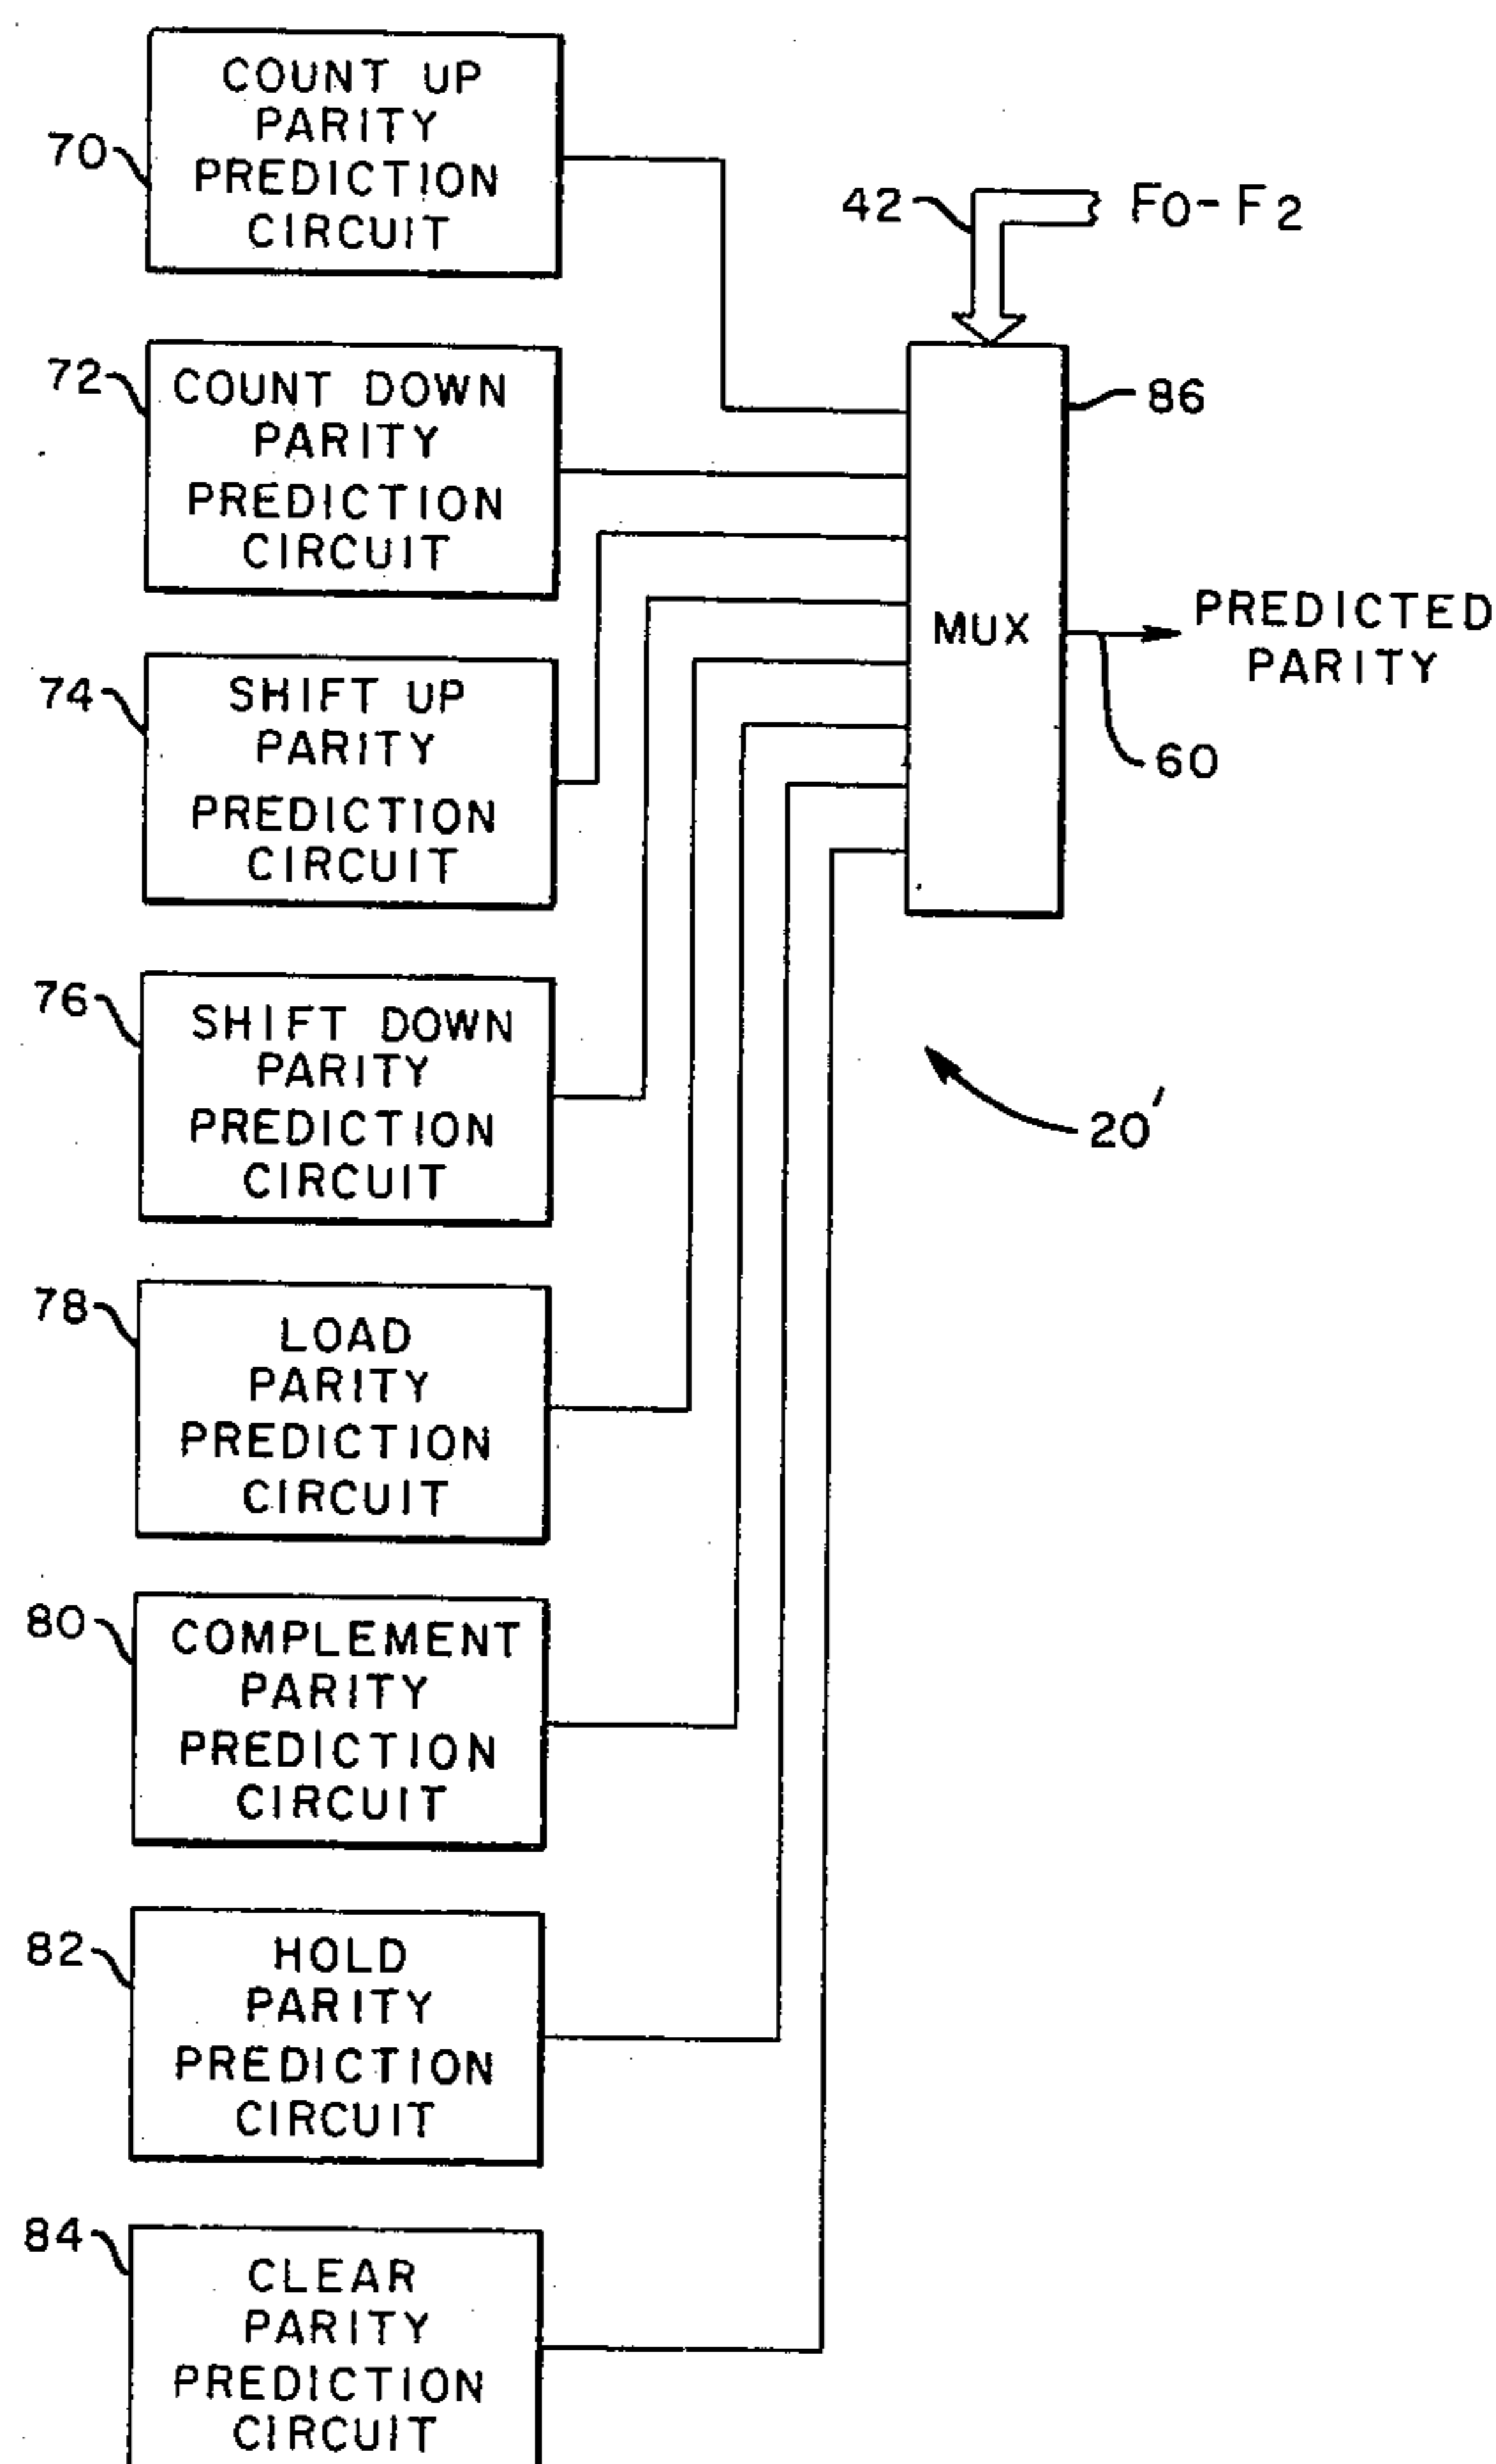 70
COUNT UP
PARITY
PREDICTION
CIRCUIT
42
F0-F2
72
COUNT DOWN
PARITY
PREDICTION
CIRCUIT
86
MUX
PREDICTED
PARITY
60
74
SHIFT UP
PARITY
PREDICTION
CIRCUIT
76
SHIFT DOWN
PARITY
PREDICTION
CIRCUIT
20'
78
LOAD
PARITY
PREDICTION
CIRCUIT
80
COMPLEMENT
PARITY
PREDICTION
CIRCUIT
82
HOLD
PARITY
PREDICTION
CIRCUIT
84
CLEAR
PARITY
PREDICTION
CIRCUIT